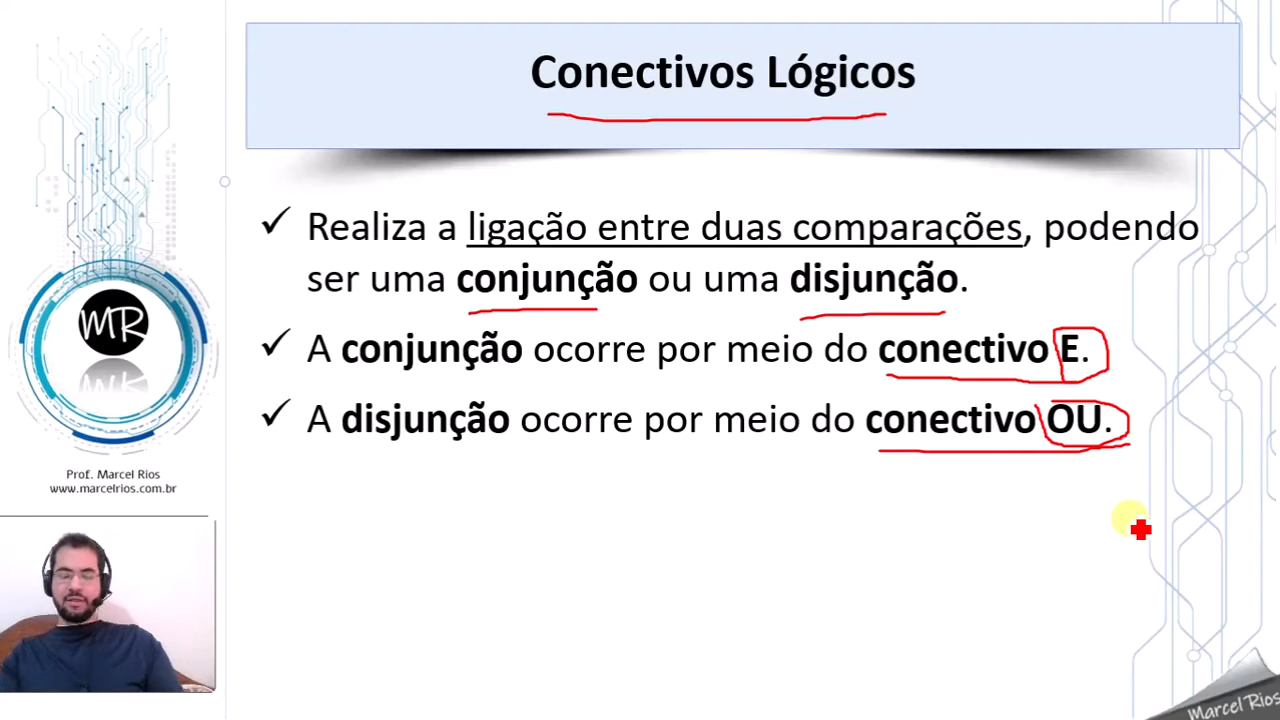 Conectivos Lógicos
✓ Realiza a ligação entre duas comparações, podendo
ser uma conjunção ou uma disjunção.
✓ A conjunção ocorre por meio do conectivo E.
✓ A disjunção ocorre por meio do conectivo OU.
MR
Prof. Marcel Rios
www.marcelrios.com.br
Marcel Rios